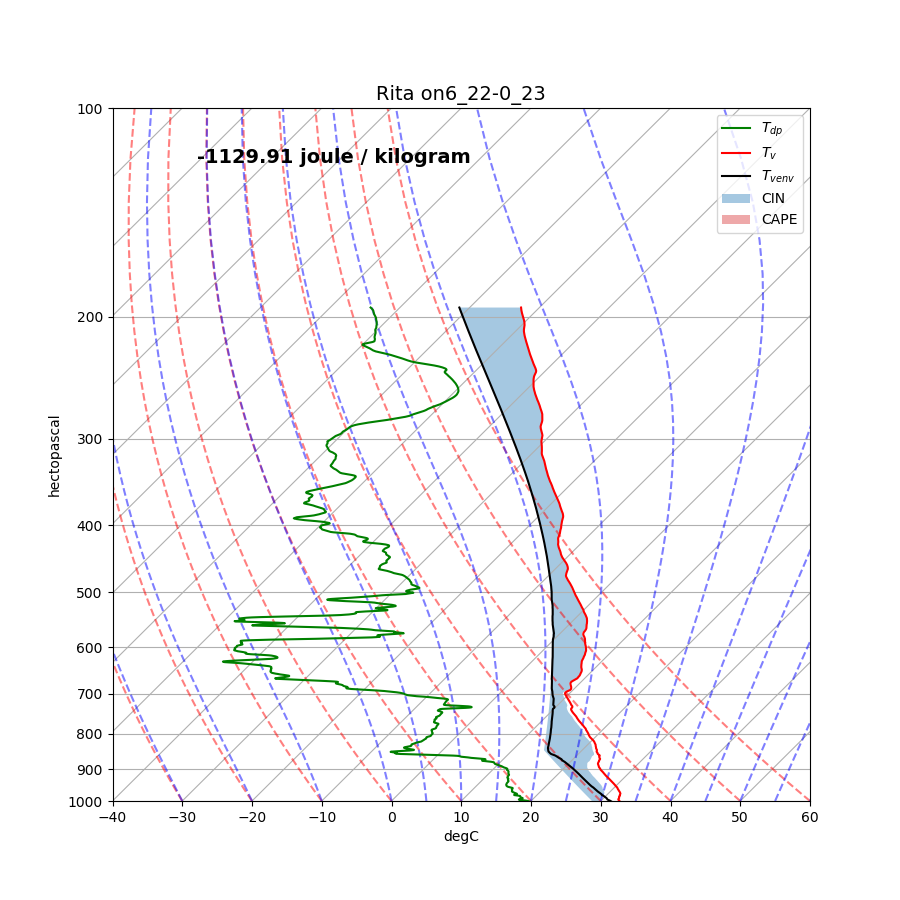 Rita on6_22-0_23
-1129.91 joule / kilogram
T_dp
T_v
T_venv
CIN
CAPE
hectopascal
100
200
300
400
500
600
700
800
900
1000
−40 −30 −20 −10 0 10 20 30 40 50 60
degC